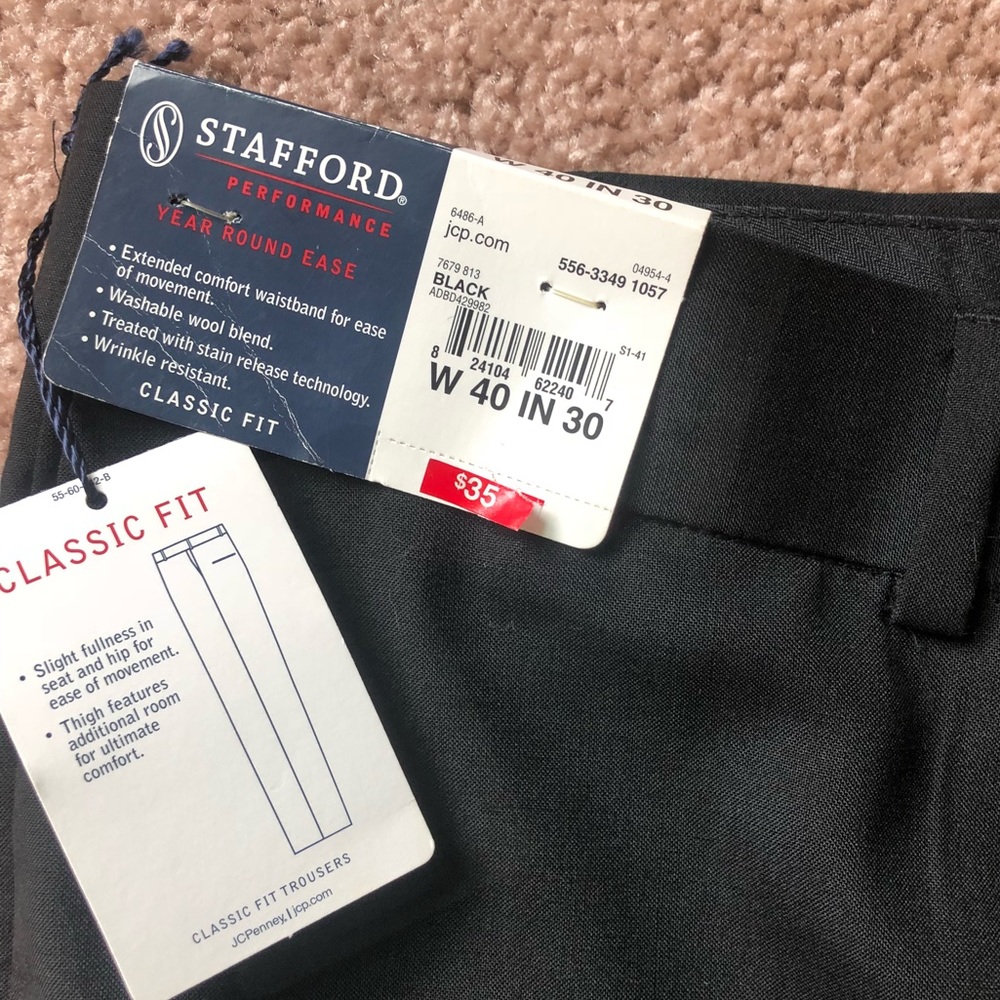 STAFFORD®
PERFORMANCE
YEAR ROUND EASE
• Extended comfort waistband for ease
of movement.
• Washable wool blend.
• Treated with stain release technology.
• Wrinkle resistant.
CLASSIC FIT
W 40 IN 30
6486-A
jcp.com
04954-4
556-3349 1057
7679 813
BLACK
ADBD429982
S1-41
8 24104 62240 7
W 40 IN 30
$35
55-60- 2-B
CLASSIC FIT
• Slight fullness in
seat and hip for
ease of movement.
• Thigh features
additional room
for ultimate
comfort.
CLASSIC FIT TROUSERS
JCPenney. | jcp.com